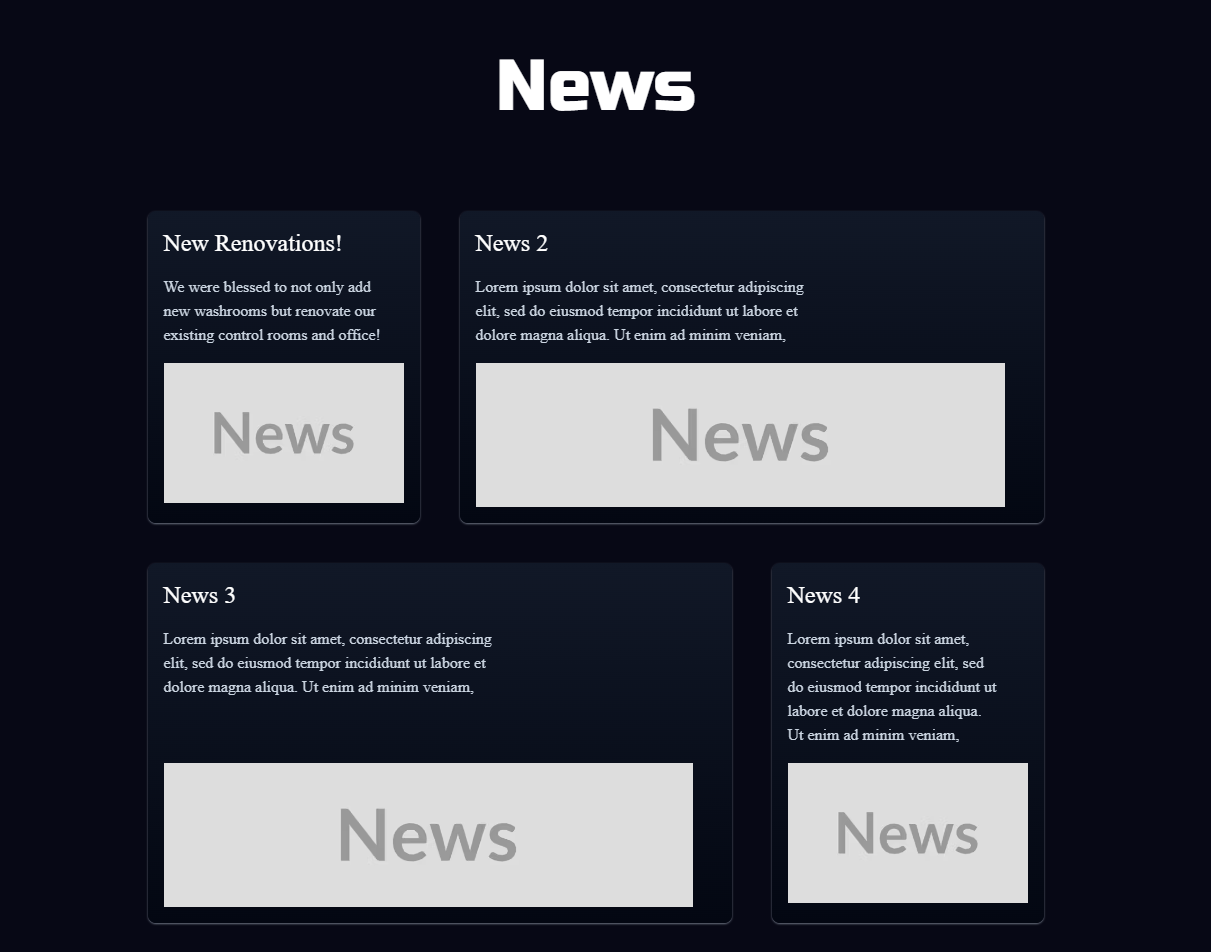 News
New Renovations!
We were blessed to not only add
new washrooms but renovate our
existing control rooms and office!
News
News 2
Lorem ipsum dolor sit amet, consectetur adipiscing
elit, sed do eiusmod tempor incididunt ut labore et
dolore magna aliqua. Ut enim ad minim veniam,
News
News 3
Lorem ipsum dolor sit amet, consectetur adipiscing
elit, sed do eiusmod tempor incididunt ut labore et
dolore magna aliqua. Ut enim ad minim veniam,
News
News 4
Lorem ipsum dolor sit amet,
consectetur adipiscing elit, sed
do eiusmod tempor incididunt ut
labore et dolore magna aliqua.
Ut enim ad minim veniam,
News